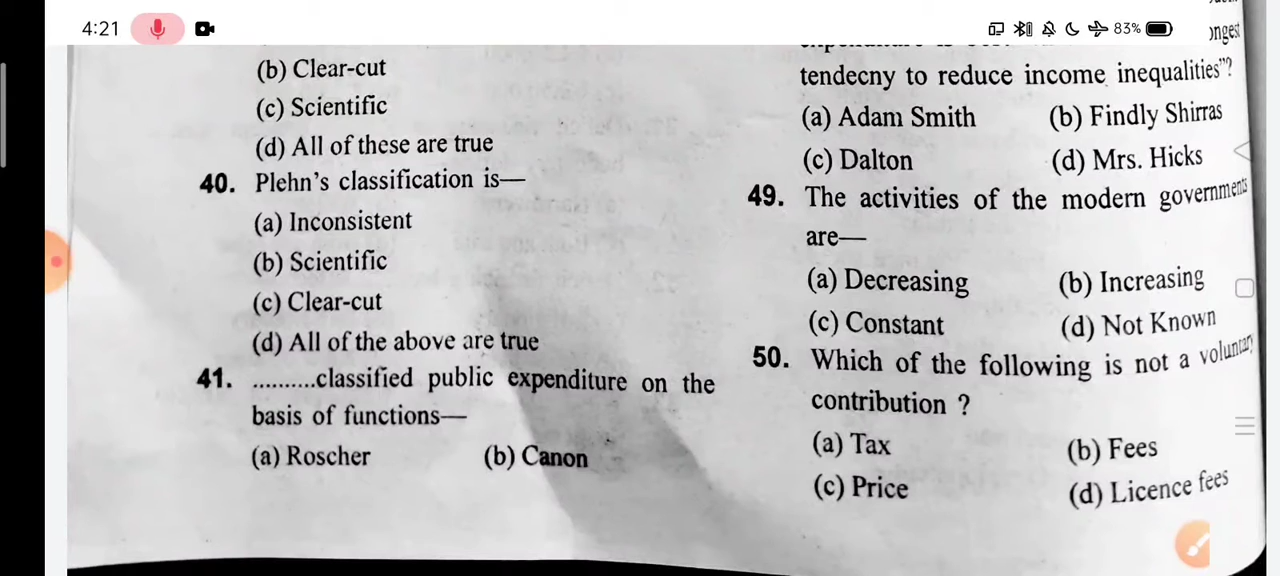 4:21
83%
(b) Clear-cut
(c) Scientific
(d) All of these are true
40. Plehn's classification is—
(a) Inconsistent
(b) Scientific
(c) Clear-cut
(d) All of the above are true
41. ..........classified public expenditure on the
basis of functions—
(a) Roscher (b) Canon
ongest
tendecny to reduce income inequalities"?
(a) Adam Smith (b) Findly Shirras
(c) Dalton (d) Mrs. Hicks
49. The activities of the modern governments
are—
(a) Decreasing (b) Increasing
(c) Constant (d) Not Known
50. Which of the following is not a voluntary
contribution ?
(a) Tax (b) Fees
(c) Price (d) Licence fees